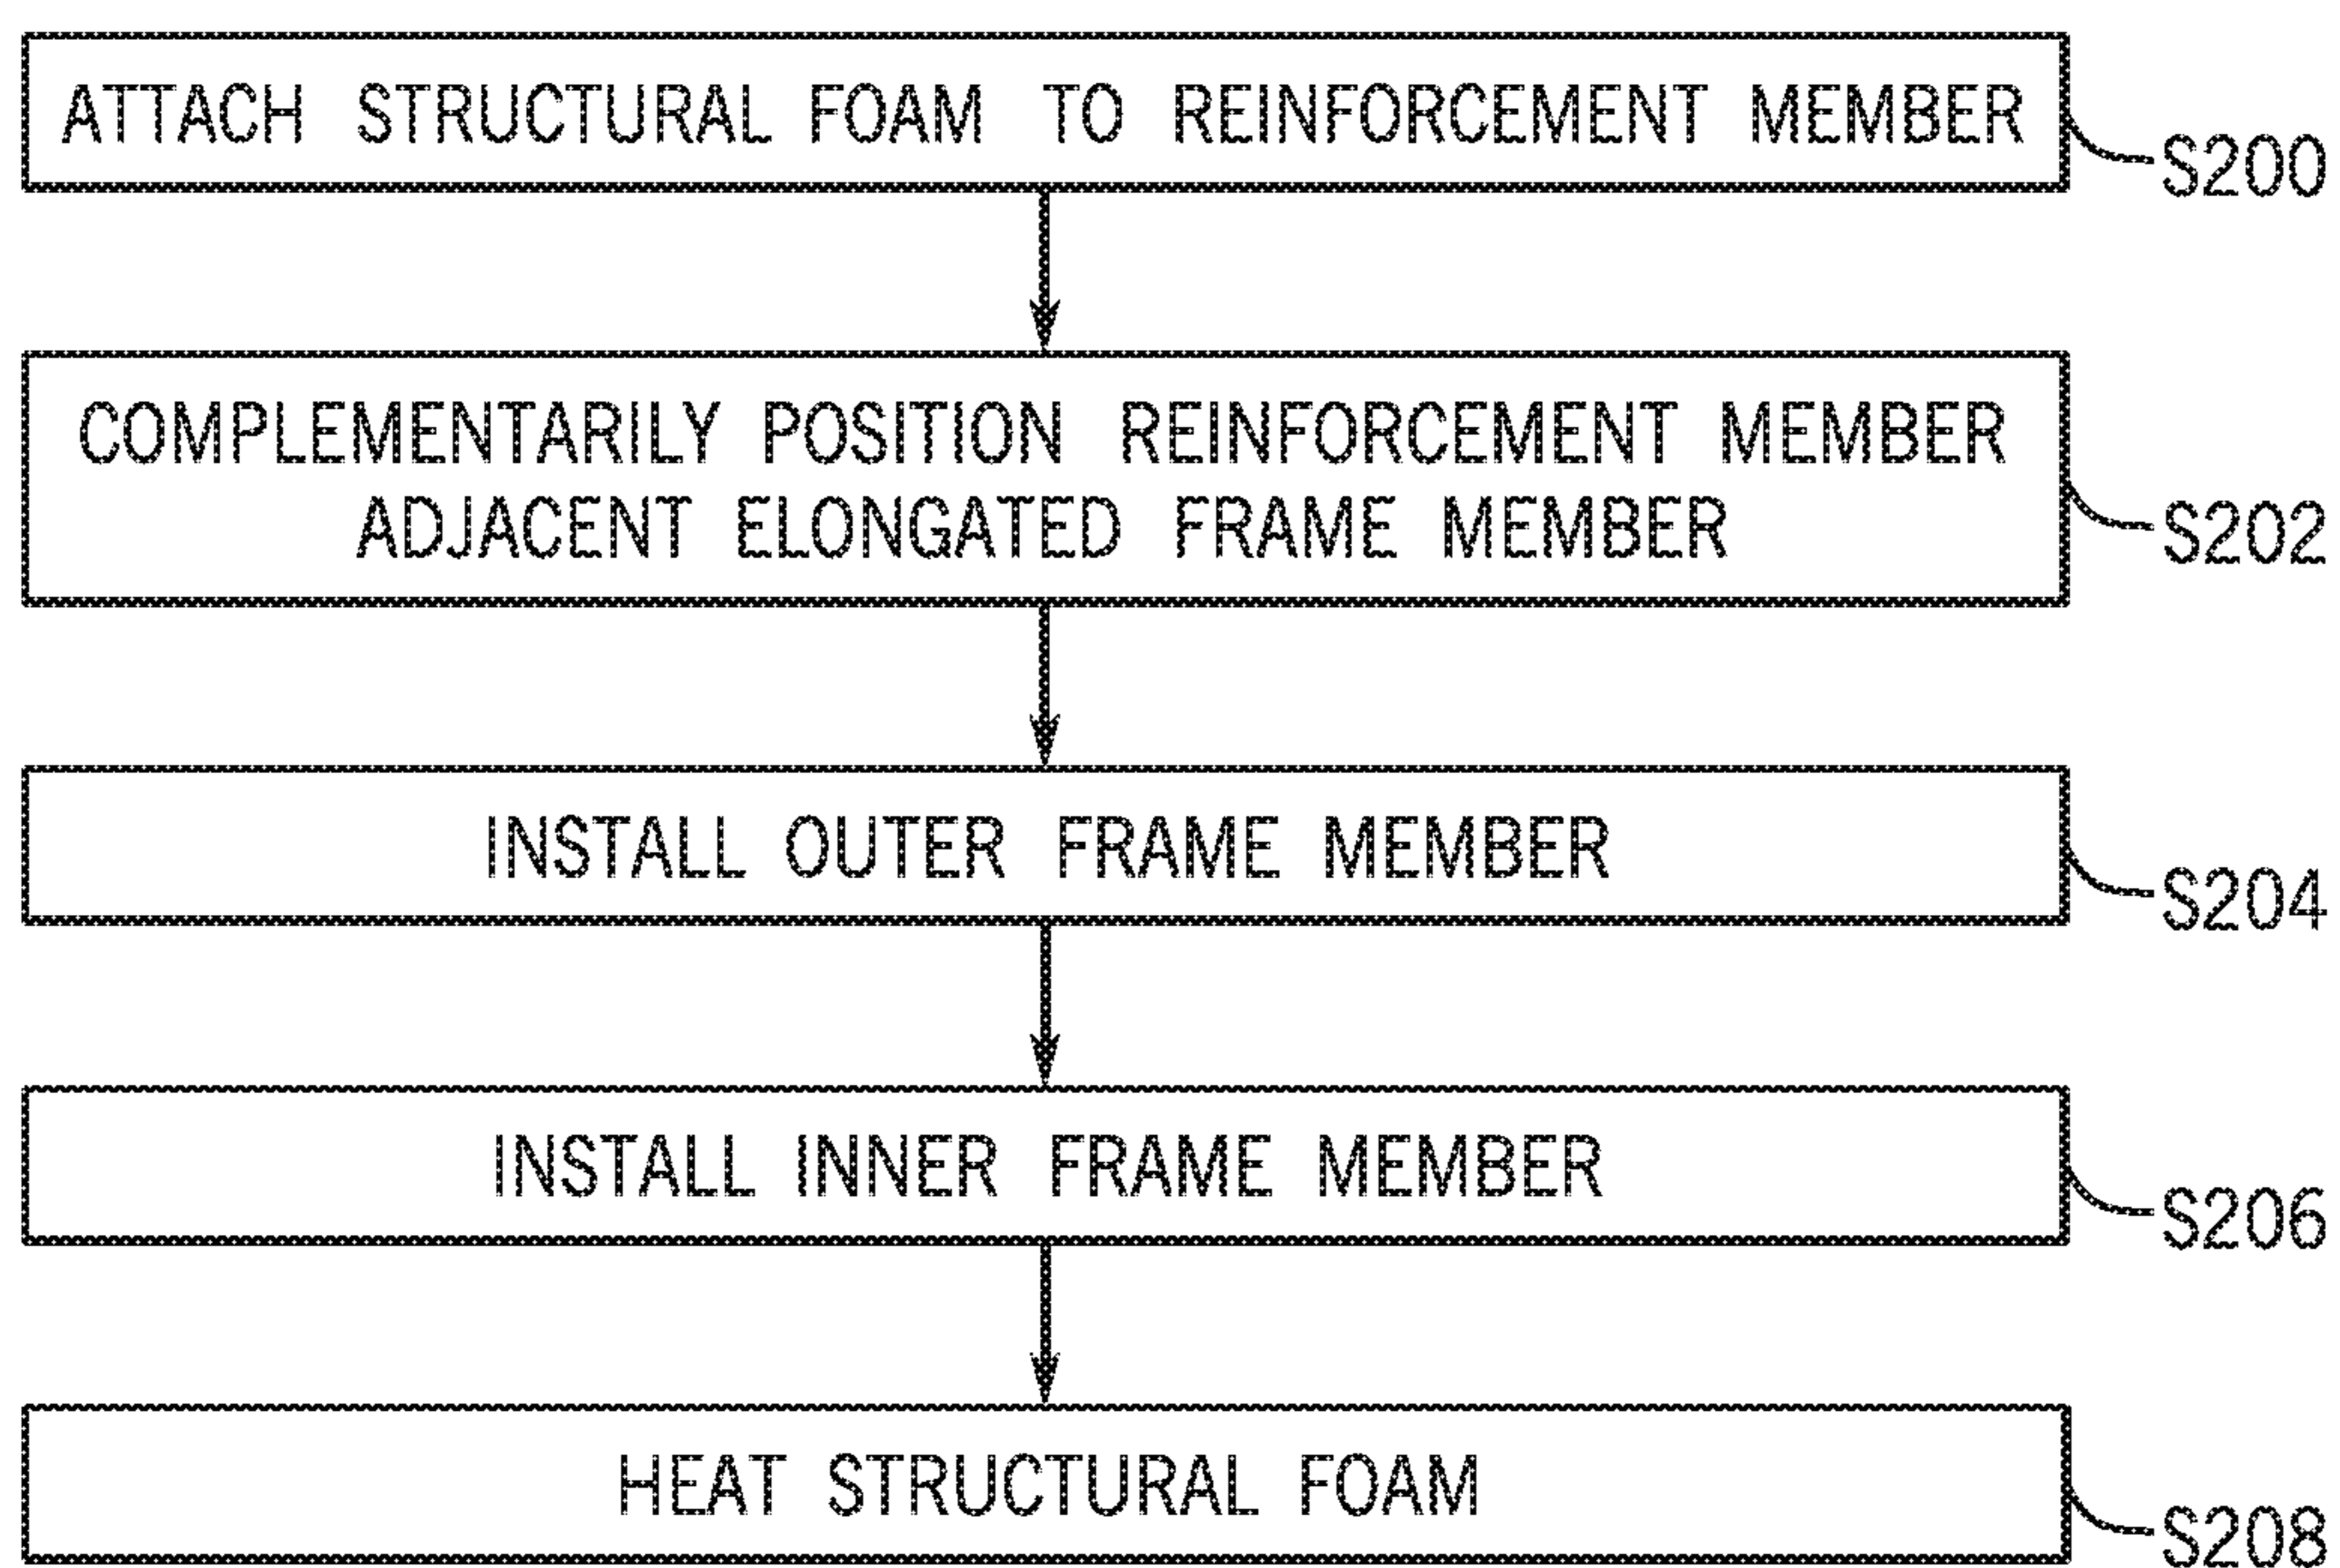 ATTACH STRUCTURAL FOAM TO REINFORCEMENT MEMBER
S200
COMPLEMENTARILY POSITION REINFORCEMENT MEMBER
ADJACENT ELONGATED FRAME MEMBER
S202
INSTALL OUTER FRAME MEMBER
S204
INSTALL INNER FRAME MEMBER
S206
HEAT STRUCTURAL FOAM
S208